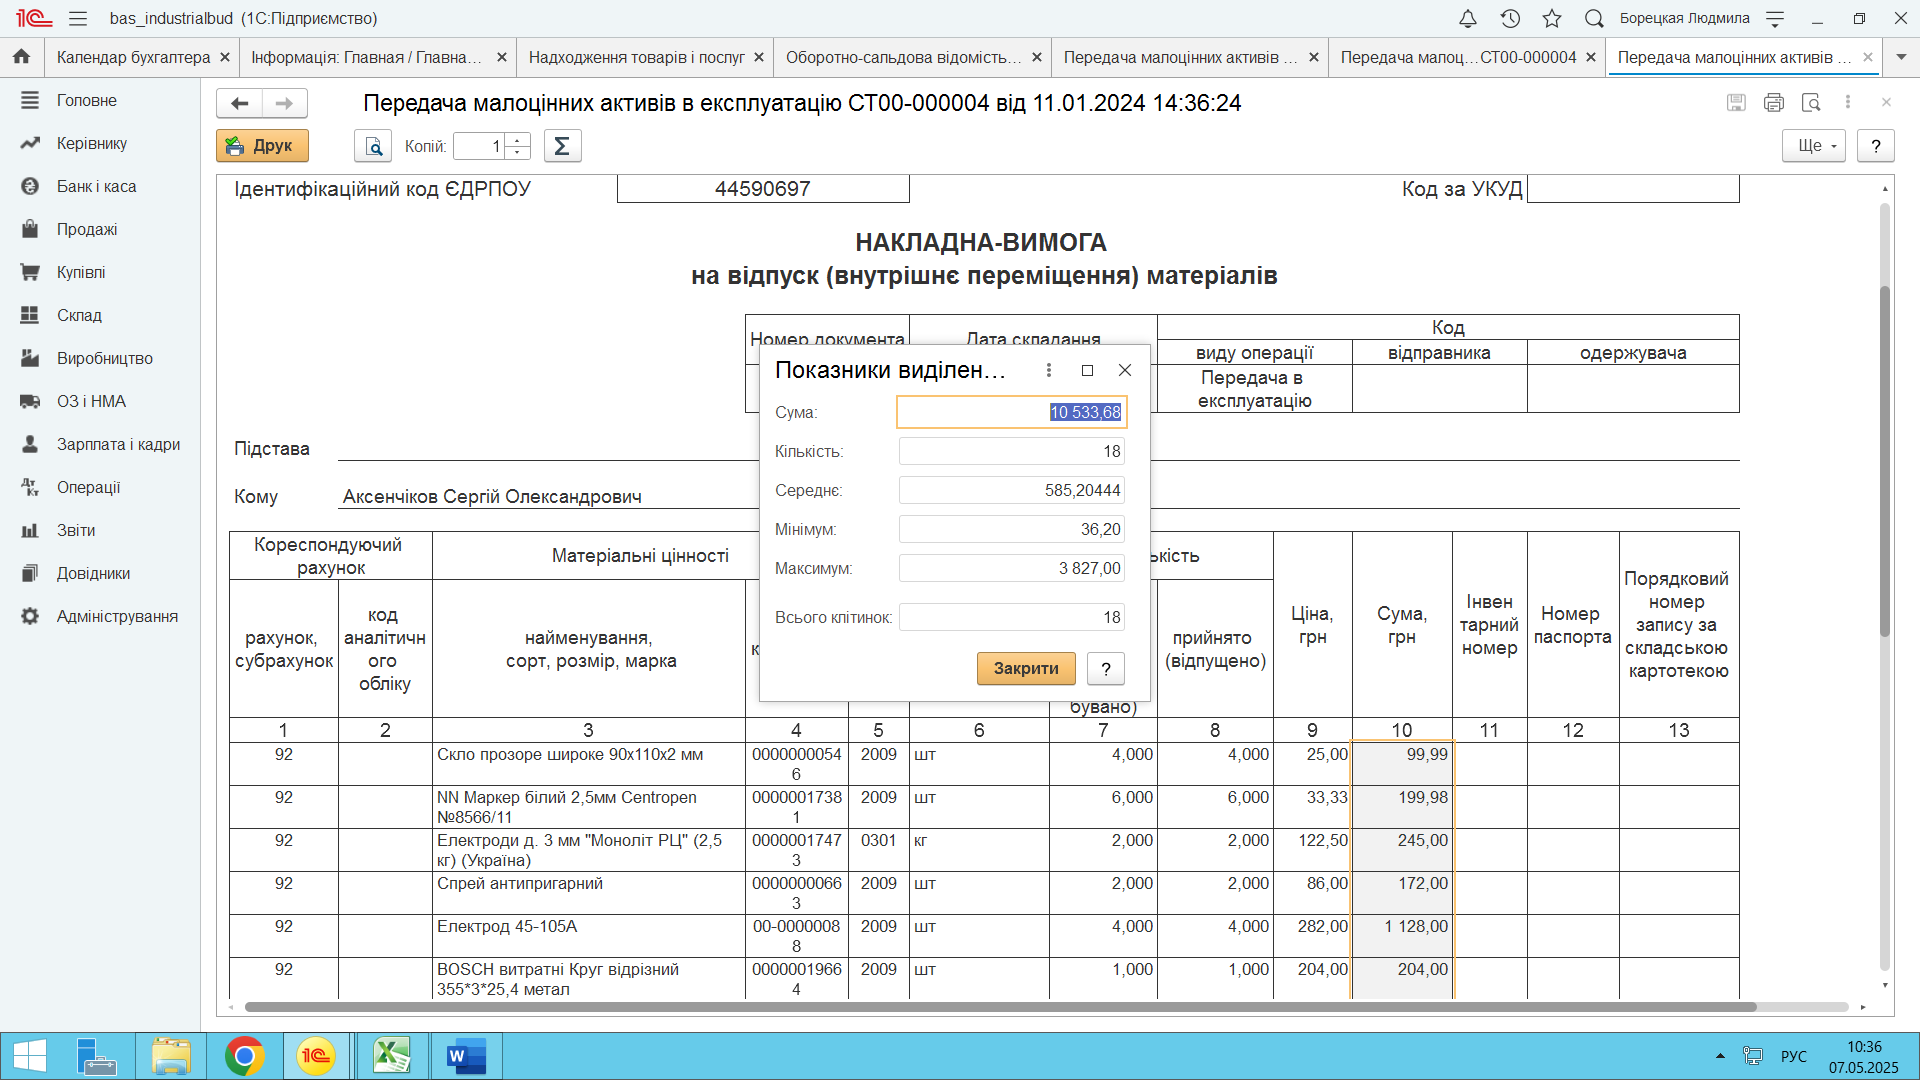 bas_industrialbud (1С:Підприємство)
Борецкая Людмила
Календар бухгалтера
Інформація: Главная / Главна...
Надходження товарів і послуг
Оборотно-сальдова відомість...
Передача малоцінних активів ...
Передача малоц...СТ00-000004
Передача малоцінних активів ...
Головне
Керівнику
Банк і каса
Продажі
Купівлі
Склад
Виробництво
ОЗ і НМА
Зарплата і кадри
Операції
Звіти
Довідники
Адміністрування
Передача малоцінних активів в експлуатацію СТ00-000004 від 11.01.2024 14:36:24
Друк
Копій:
1
Σ
Ще
?
Ідентифікаційний код ЄДРПОУ
44590697
Код за УКУД
НАКЛАДНА-ВИМОГА
на відпуск (внутрішнє переміщення) матеріалів
Номер документа
Дата складання
Код
виду операції
відправника
одержувача
Передача в
експлуатацію
Підстава
Кому
Аксенчіков Сергій Олександрович
Показники виділен...
Сума:
10 533,68
Кількість:
18
Середнє:
585,20444
Мінімум:
36,20
Максимум:
3 827,00
Всього клітинок:
18
Закрити
?
Кореспондуючий
рахунок
Матеріальні цінності
ькість
рахунок,
субрахунок
код
аналітичн
ого
обліку
найменування,
сорт, розмір, марка
к
бувано)
прийнято
(відпущено)
Ціна,
грн
Сума,
грн
Інвен
тарний
номер
Номер
паспорта
Порядковий
номер
запису за
складською
картотекою
1 2 3 4 5 6 7 8 9 10 11 12 13
92 Скло прозоре широке 90х110х2 мм 0000000054 2009 шт 4,000 4,000 25,00 99,99
6
92 NN Маркер білий 2,5мм Centropen 0000001738 2009 шт 6,000 6,000 33,33 199,98
№8566/11 1
92 Електроди д. 3 мм "Моноліт РЦ" (2,5 0000001747 0301 кг 2,000 2,000 122,50 245,00
кг) (Україна) 3
92 Спрей антипригарний 0000000066 2009 шт 2,000 2,000 86,00 172,00
3
92 Електрод 45-105А 00-0000008 2009 шт 4,000 4,000 282,00 1 128,00
8
92 BOSCH витратні Круг відрізний 0000001966 2009 шт 1,000 1,000 204,00 204,00
355*3*25,4 метал 4
РУС
10:36
07.05.2025